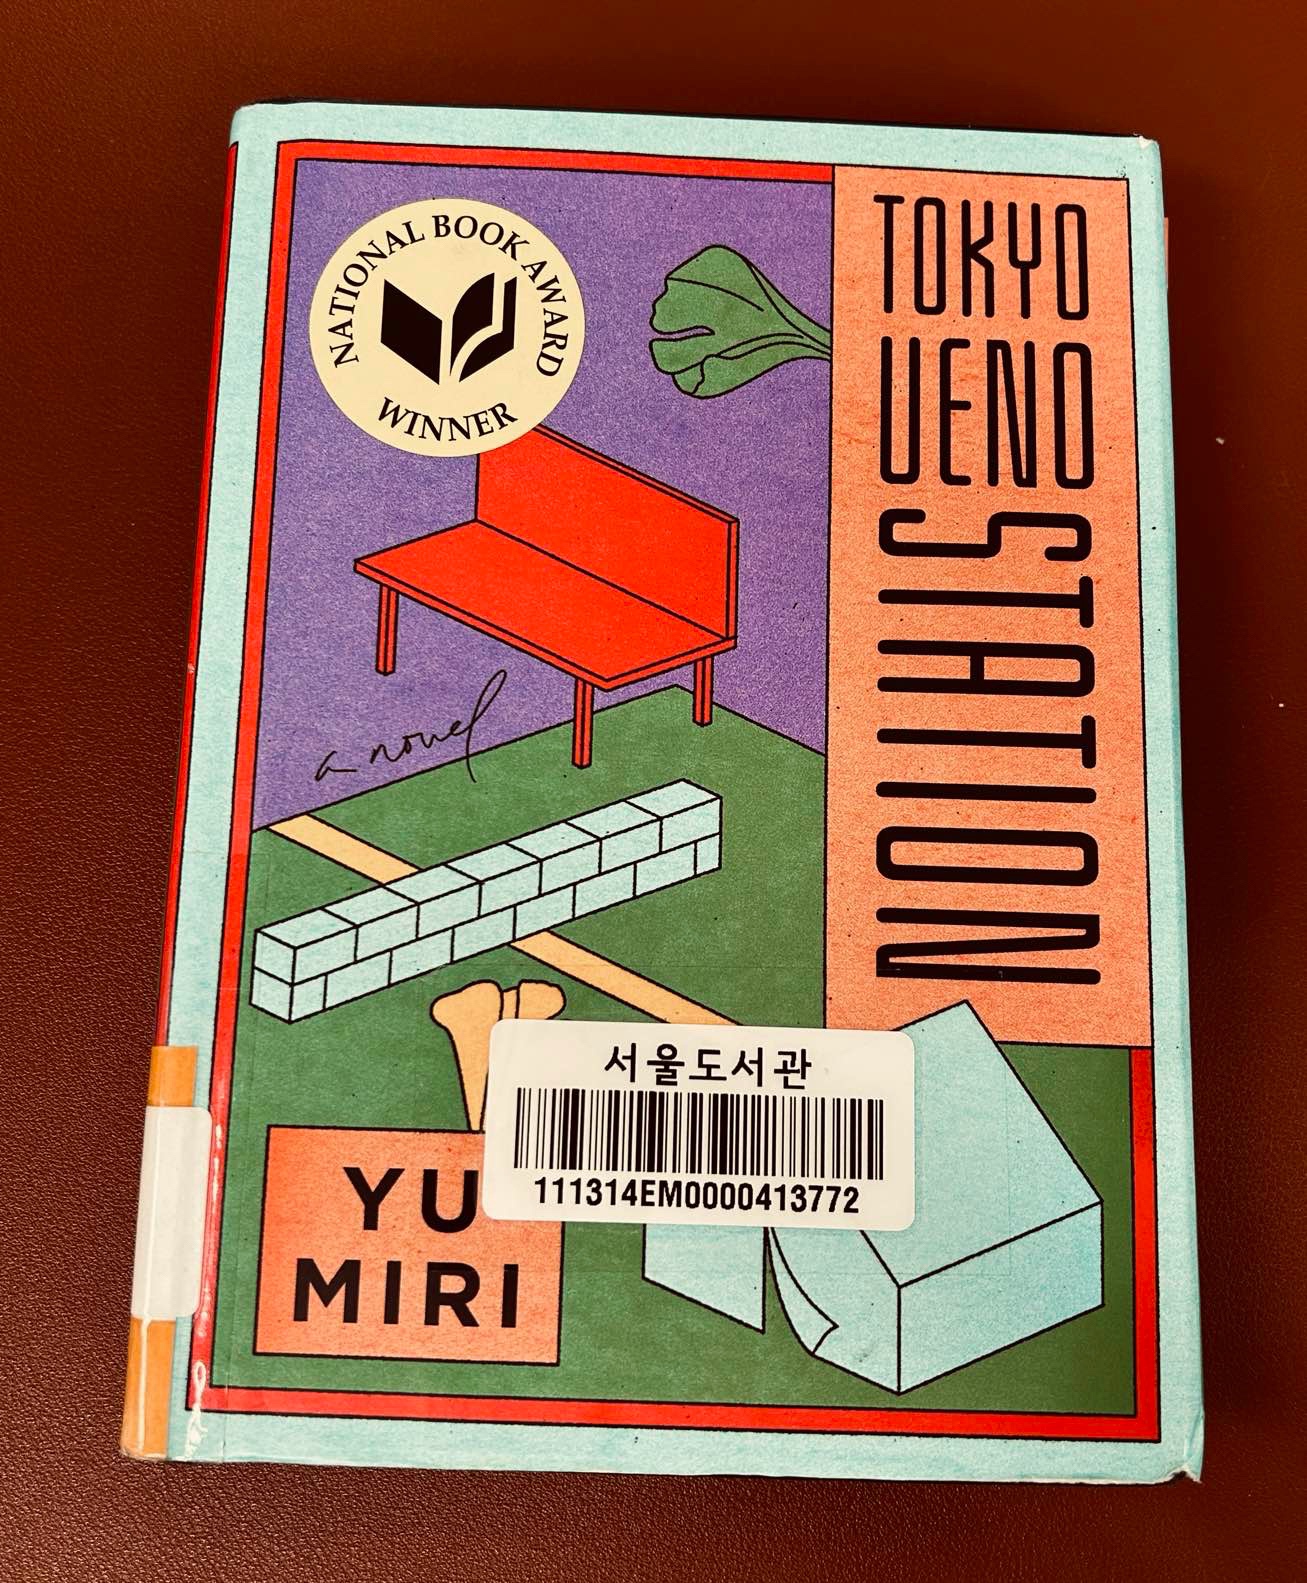 NATIONAL BOOK AWARD
WINNER
TOKYO
UENO
STATION
a novel
서울도서관
111314EM0000413772
YU
MIRI